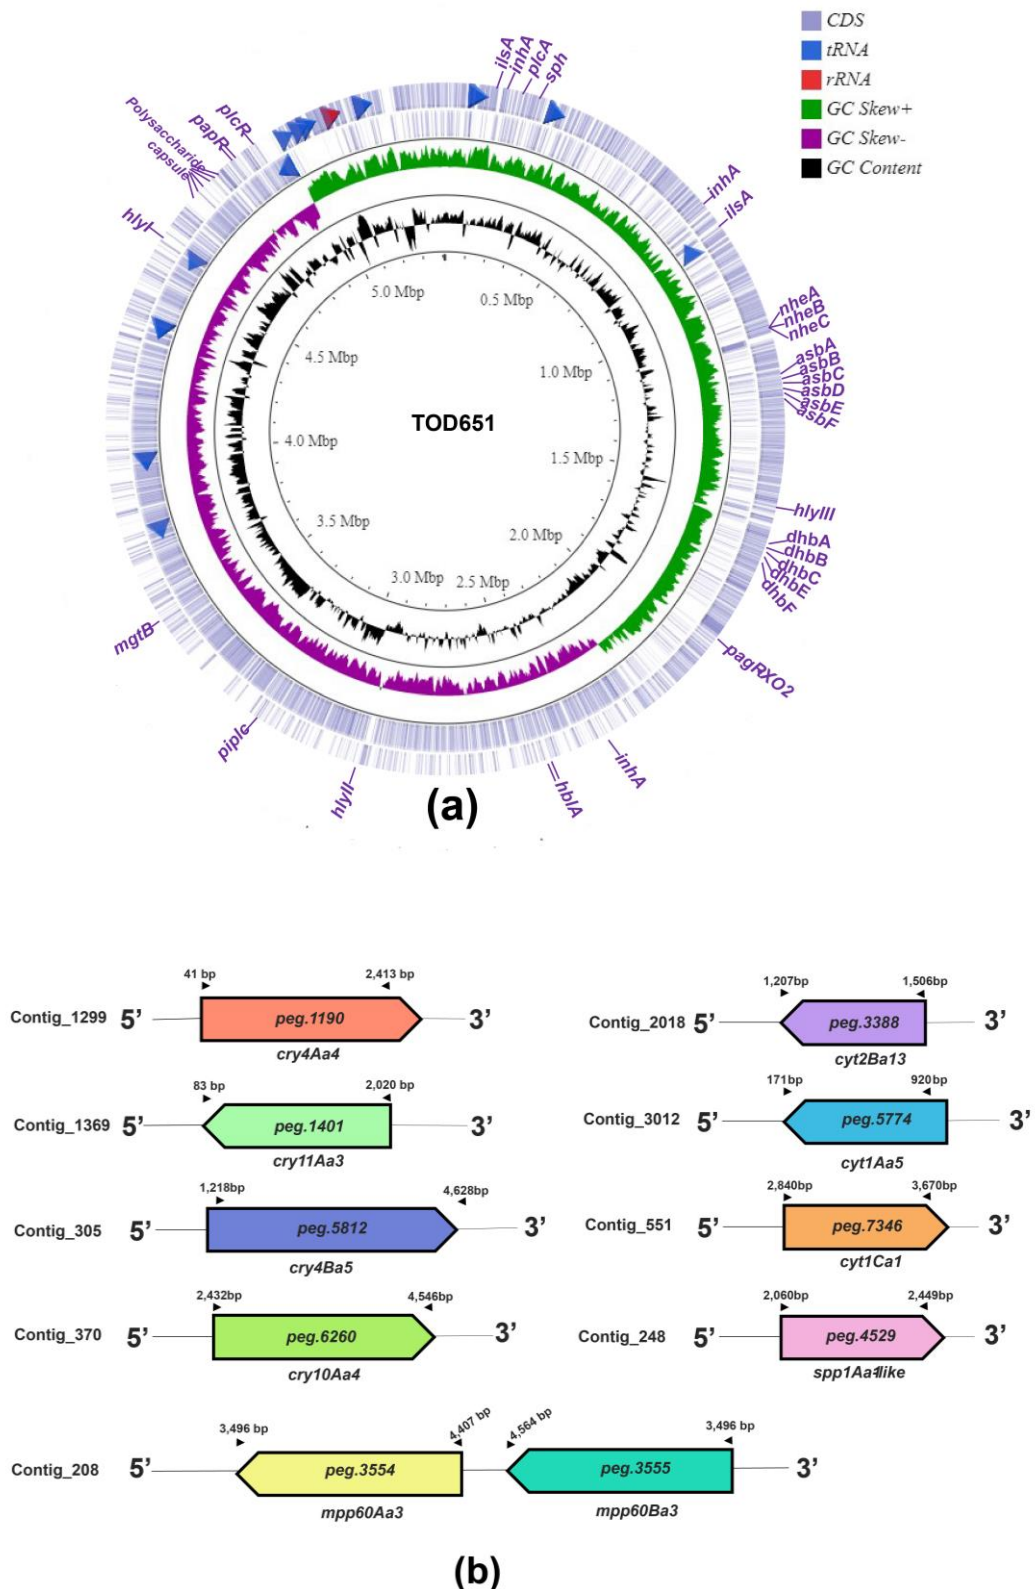 CDS
tRNA
rRNA
GC Skew+
GC Skew-
GC Content
ilsA
inhA
plcA
sph
inhA
ilsA
nheA
nheB
nheC
asbA
asbB
asbC
asbD
asbE
asbF
hlyIII
dhbA
dhbB
dhbC
dhbE
dhbF
pagRXO2
inhA
hblA
hlyII
piplc
mgtB
hlyI
Polysaccharide
capsule
papR
plcR
0.5 Mbp
1.0 Mbp
1.5 Mbp
2.0 Mbp
2.5 Mbp
3.0 Mbp
3.5 Mbp
4.0 Mbp
4.5 Mbp
5.0 Mbp
TOD651
(a)
41 bp 2,413 bp
Contig_1299 5’ peg.1190 3’
cry4Aa4
83 bp 2,020 bp
Contig_1369 5’ peg.1401 3’
cry11Aa3
1,218bp 4,628bp
Contig_305 5’ peg.5812 3’
cry4Ba5
2,432bp 4,546bp
Contig_370 5’ peg.6260 3’
cry10Aa4
1,207bp 1,506bp
Contig_2018 5’ peg.3388 3’
cyt2Ba13
171bp 920bp
Contig_3012 5’ peg.5774 3’
cyt1Aa5
2,840bp 3,670bp
Contig_551 5’ peg.7346 3’
cyt1Ca1
2,060bp 2,449bp
Contig_248 5’ peg.4529 3’
spp1Aa1like
3,496 bp 4,407 bp 4,564 bp 3,496 bp
Contig_208 5’ peg.3554 peg.3555 3’
mpp60Aa3 mpp60Ba3
(b)